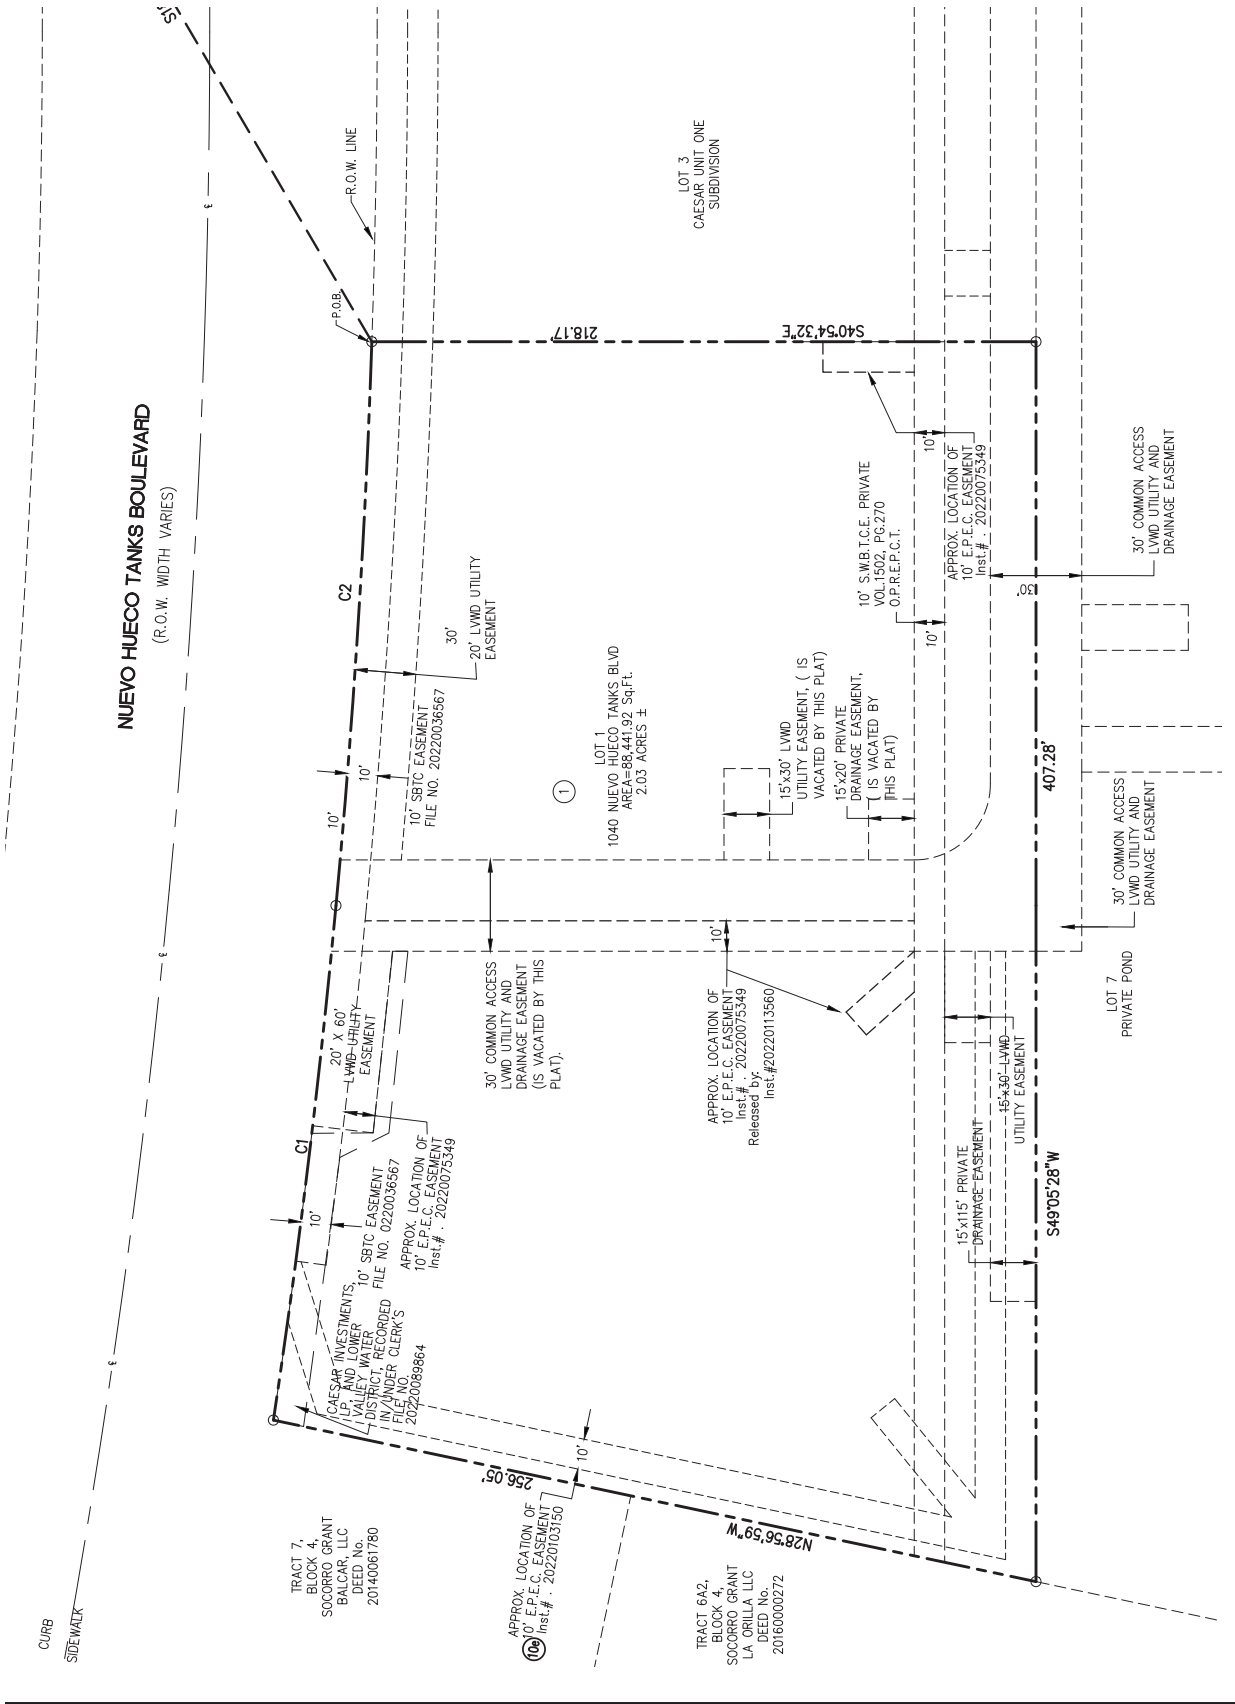 CURB
SIDEWALK
NUEVO HUECO TANKS BOULEVARD
(R.O.W. WIDTH VARIES)
R.O.W. LINE
P.O.B.
C1
C2
10'
10'
10'
TRACT 7,
BLOCK 4,
SOCORRO GRANT
BALCAR, LLC
DEED No.
20140061780
CAESAR INVESTMENTS,
LP, AND LOWER
VALLEY WATER
DISTRICT, RECORDED
IN/UNDER CLERK'S
FILE NO.
20220089864
10' SBTC EASEMENT
FILE NO. 0220036567
APPROX. LOCATION OF
10' E.P.E.C. EASEMENT
Inst.# . 20220075349
20' X 60'
LVWD UTILITY
EASEMENT
10' SBTC EASEMENT
FILE NO. 20220036567
30'
20' LVWD UTILITY
EASEMENT
LOT 3
CAESAR UNIT ONE
SUBDIVISION
218.17'
S40°54'32"E
256.05'
N28°56'59"W
10'
APPROX. LOCATION OF
10' E.P.E.C. EASEMENT
Inst.# . 20220103150
10e
TRACT 6A2,
BLOCK 4,
SOCORRO GRANT
LA ORILLA LLC
DEED No.
20160000272
30' COMMON ACCESS
LVWD UTILITY AND
DRAINAGE EASEMENT
(IS VACATED BY THIS
PLAT).
1
LOT 1
1040 NUEVO HUECO TANKS BLVD
AREA=88,441.92 Sq.Ft.
2.03 ACRES ±
10'
APPROX. LOCATION OF
10' E.P.E.C. EASEMENT
Inst.# . 20220075349
Released by:
Inst.#20220113560
15'x30' LVWD
UTILITY EASEMENT, ( IS
VACATED BY THIS PLAT)
15'x20' PRIVATE
DRAINAGE EASEMENT,
( IS VACATED BY
THIS PLAT)
10' S.W.B.T.C.E. PRIVATE
VOL.1502, PG.270
O.P.R.E.P.C.T.
10'
10'
APPROX. LOCATION OF
10' E.P.E.C. EASEMENT
Inst.# . 20220075349
15'x115' PRIVATE
DRAINAGE EASEMENT
15'x30' LVWD
UTILITY EASEMENT
30'
S49°05'28"W
407.28'
LOT 7
PRIVATE POND
30' COMMON ACCESS
LVWD UTILITY AND
DRAINAGE EASEMENT
30' COMMON ACCESS
LVWD UTILITY AND
DRAINAGE EASEMENT